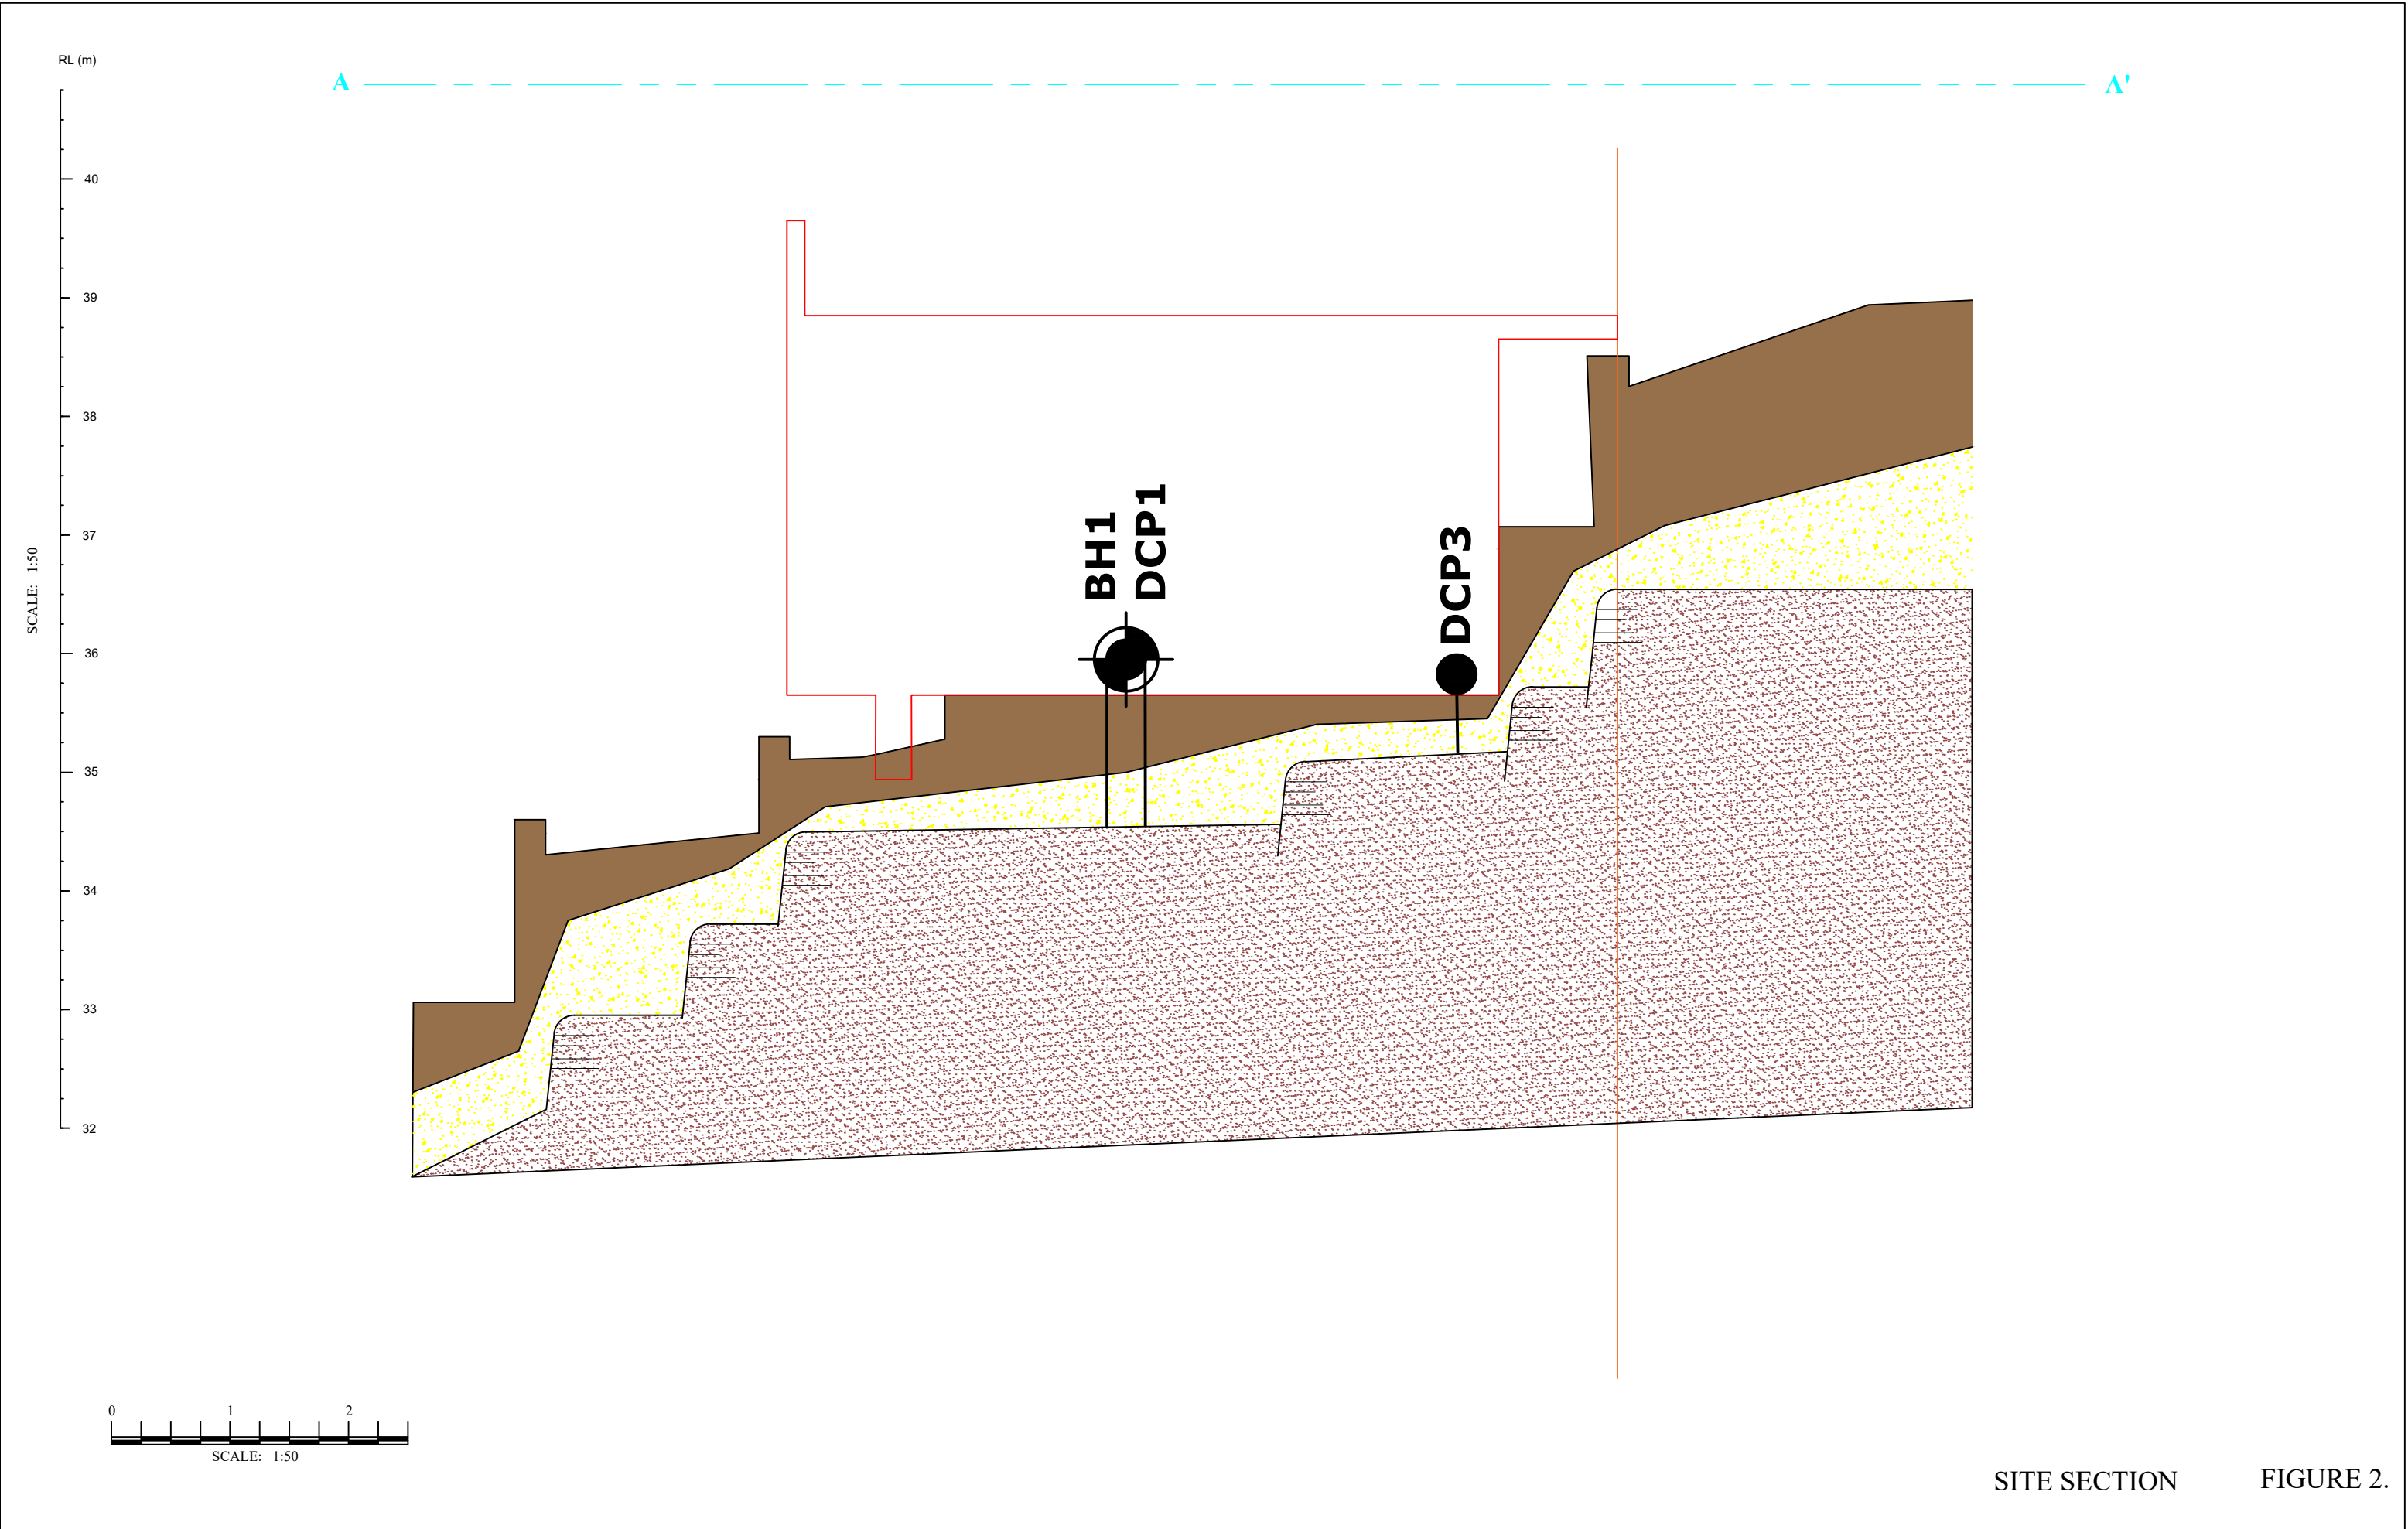 RL (m)
A
A'
40
39
38
37
36
35
34
33
32
SCALE: 1:50
BH1
DCP1
DCP3
0 1 2
SCALE: 1:50
SITE SECTION FIGURE 2.